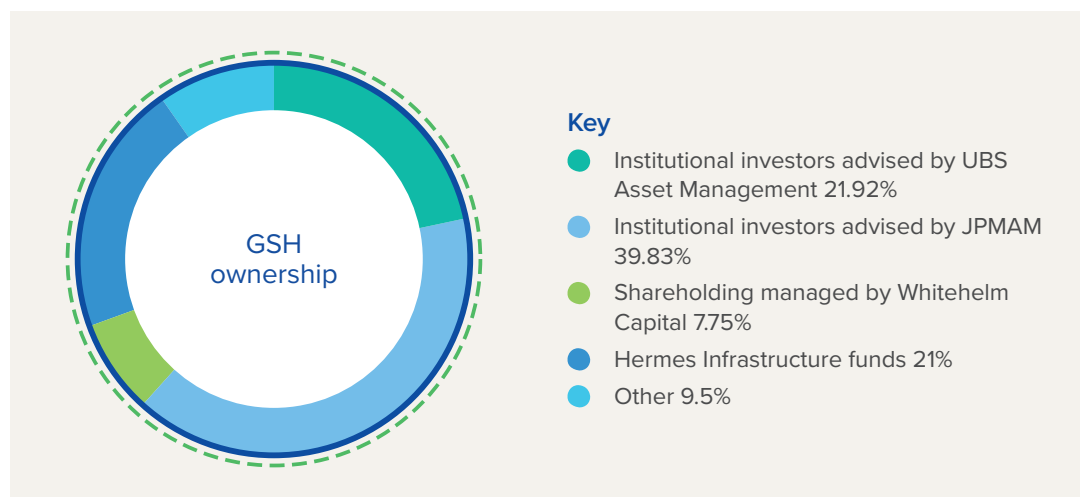 GSH
ownership
Key
Institutional investors advised by UBS
Asset Management 21.92%
Institutional investors advised by JPMAM
39.83%
Shareholding managed by Whitehelm
Capital 7.75%
Hermes Infrastructure funds 21%
Other 9.5%